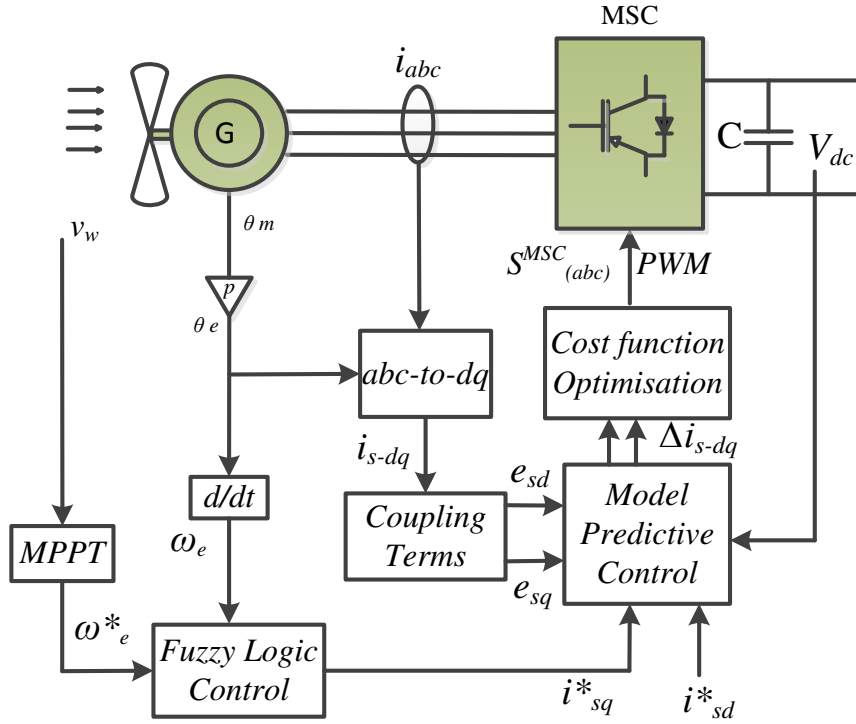 MSC
i_abc
G
C
V_dc
θ m
v_w
S^MSC_(abc) PWM
p
θ e
Cost function
Optimisation
abc-to-dq
i_s-dq
Δi_s-dq
d/dt
e_sd
Model
Predictive
Control
Coupling
Terms
MPPT
ω_e
e_sq
ω*_e
Fuzzy Logic
Control
i*_sq
i*_sd